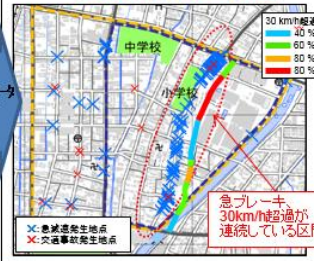 30 km/h超過
40 %
60 %
80 %
80 %
中学校
小学校
タ
急ブレーキ、
30km/h超過が
連続している区間
X:急減速発生地点
X:交通事故発生地点